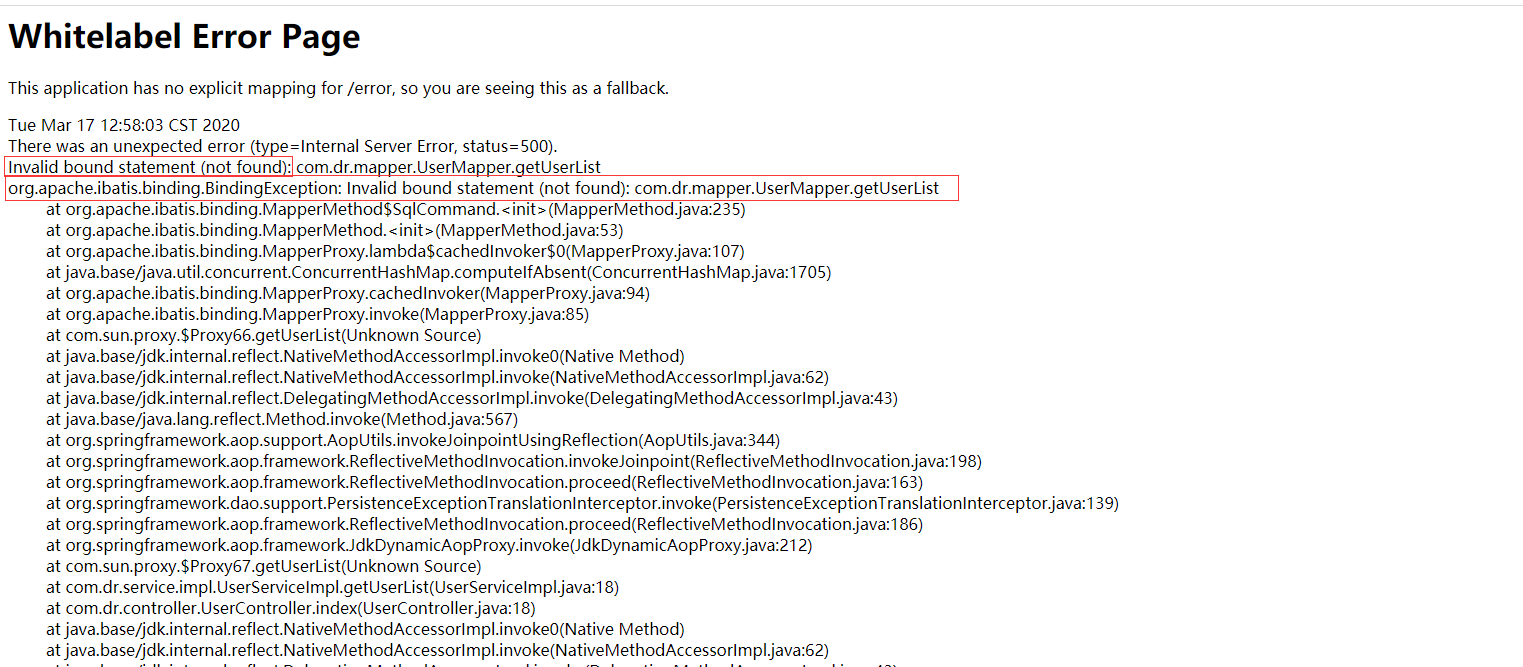 Whitelabel Error Page
This application has no explicit mapping for /error, so you are seeing this as a fallback.
Tue Mar 17 12:58:03 CST 2020
There was an unexpected error (type=Internal Server Error, status=500).
Invalid bound statement (not found): com.dr.mapper.UserMapper.getUserList
org.apache.ibatis.binding.BindingException: Invalid bound statement (not found): com.dr.mapper.UserMapper.getUserList
at org.apache.ibatis.binding.MapperMethod$SqlCommand.<init>(MapperMethod.java:235)
at org.apache.ibatis.binding.MapperMethod.<init>(MapperMethod.java:53)
at org.apache.ibatis.binding.MapperProxy.lambda$cachedInvoker$0(MapperProxy.java:107)
at java.base/java.util.concurrent.ConcurrentHashMap.computeIfAbsent(ConcurrentHashMap.java:1705)
at org.apache.ibatis.binding.MapperProxy.cachedInvoker(MapperProxy.java:94)
at org.apache.ibatis.binding.MapperProxy.invoke(MapperProxy.java:85)
at com.sun.proxy.$Proxy66.getUserList(Unknown Source)
at java.base/jdk.internal.reflect.NativeMethodAccessorImpl.invoke0(Native Method)
at java.base/jdk.internal.reflect.NativeMethodAccessorImpl.invoke(NativeMethodAccessorImpl.java:62)
at java.base/jdk.internal.reflect.DelegatingMethodAccessorImpl.invoke(DelegatingMethodAccessorImpl.java:43)
at java.base/java.lang.reflect.Method.invoke(Method.java:567)
at org.springframework.aop.support.AopUtils.invokeJoinpointUsingReflection(AopUtils.java:344)
at org.springframework.aop.framework.ReflectiveMethodInvocation.invokeJoinpoint(ReflectiveMethodInvocation.java:198)
at org.springframework.aop.framework.ReflectiveMethodInvocation.proceed(ReflectiveMethodInvocation.java:163)
at org.springframework.dao.support.PersistenceExceptionTranslationInterceptor.invoke(PersistenceExceptionTranslationInterceptor.java:139)
at org.springframework.aop.framework.ReflectiveMethodInvocation.proceed(ReflectiveMethodInvocation.java:186)
at org.springframework.aop.framework.JdkDynamicAopProxy.invoke(JdkDynamicAopProxy.java:212)
at com.sun.proxy.$Proxy67.getUserList(Unknown Source)
at com.dr.service.impl.UserServiceImpl.getUserList(UserServiceImpl.java:18)
at com.dr.controller.UserController.index(UserController.java:18)
at java.base/jdk.internal.reflect.NativeMethodAccessorImpl.invoke0(Native Method)
at java.base/jdk.internal.reflect.NativeMethodAccessorImpl.invoke(NativeMethodAccessorImpl.java:62)